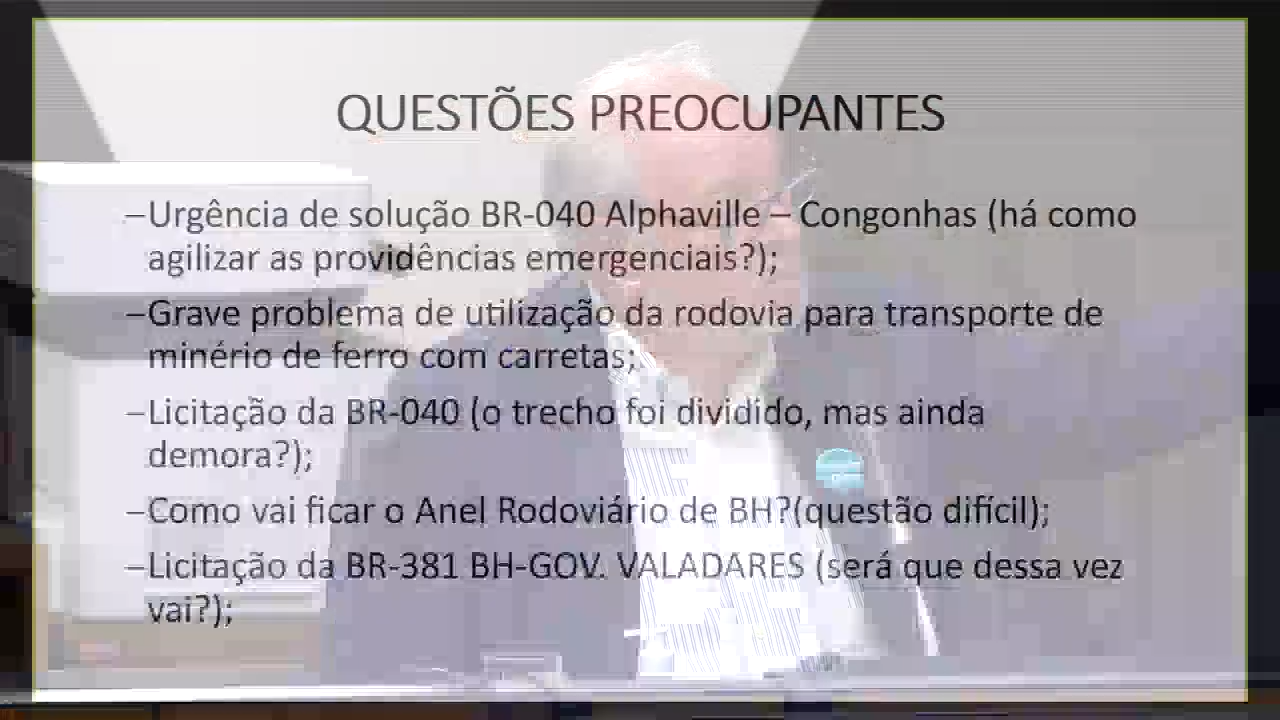 QUESTÕES PREOCUPANTES
–Urgência de solução BR-040 Alphaville – Congonhas (há como
agilizar as providências emergenciais?);
–Grave problema de utilização da rodovia para transporte de
minério de ferro com carretas;
–Licitação da BR-040 (o trecho foi dividido, mas ainda
demora?);
–Como vai ficar o Anel Rodoviário de BH?(questão difícil);
–Licitação da BR-381 BH-GOV. VALADARES (será que dessa vez
vai?);